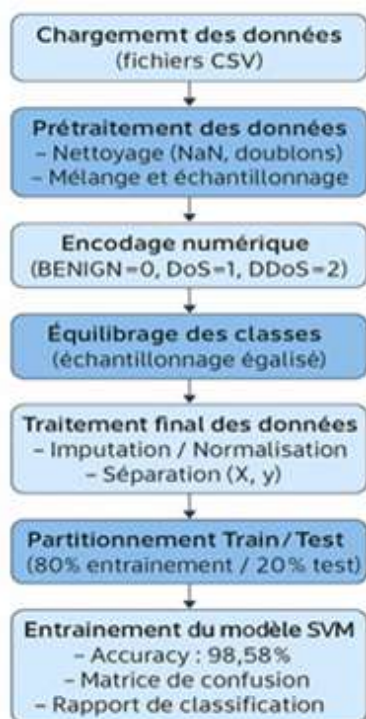 Chargememt des données
(fichiers CSV)
Prétraitement des données
– Nettoyage (NaN, doublons)
– Mélange et échantillonnage
Encodage numérique
(BENIGN=0, DoS=1, DDoS=2)
Équilibrage des classes
(échantillonnage égalisé)
Traitement final des données
– Imputation / Normalisation
– Séparation (X, y)
Partitionnement Train/Test
(80% entraînement / 20% test)
Entrainement du modèle SVM
– Accuracy : 98,58%
– Matrice de confusion
– Rapport de classification